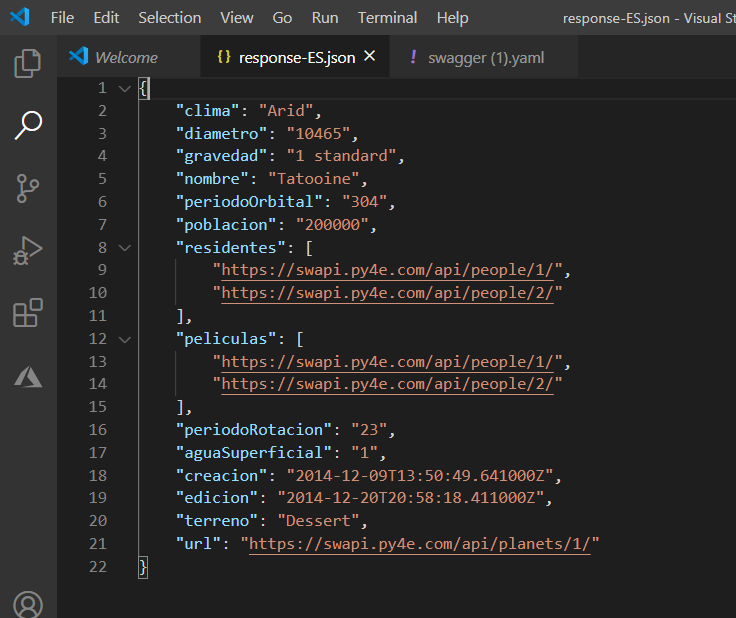 File Edit Selection View Go Run Terminal Help response-ES.json - Visual St
Welcome {} response-ES.json × ! swagger (1).yaml
1 {
2 "clima": "Arid",
3 "diametro": "10465",
4 "gravedad": "1 standard",
5 "nombre": "Tatooine",
6 "periodoOrbital": "304",
7 "poblacion": "200000",
8 "residentes": [
9 "https://swapi.py4e.com/api/people/1/",
10 "https://swapi.py4e.com/api/people/2/"
11 ],
12 "peliculas": [
13 "https://swapi.py4e.com/api/people/1/",
14 "https://swapi.py4e.com/api/people/2/"
15 ],
16 "periodoRotacion": "23",
17 "aguaSuperficial": "1",
18 "creacion": "2014-12-09T13:50:49.641000Z",
19 "edicion": "2014-12-20T20:58:18.411000Z",
20 "terreno": "Dessert",
21 "url": "https://swapi.py4e.com/api/planets/1/"
22 }